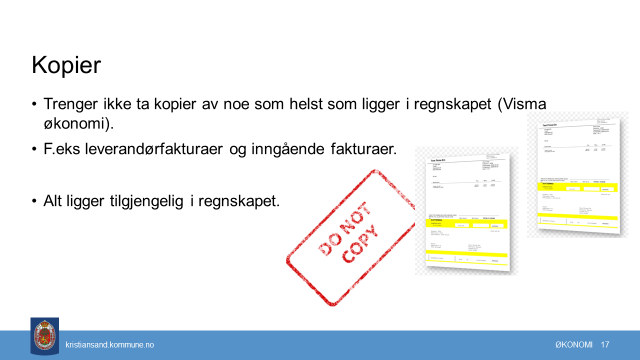 Kopier
• Trenger ikke ta kopier av noe som helst som ligger i regnskapet (Visma
økonomi).
• F.eks leverandørfakturaer og inngående fakturaer.
• Alt ligger tilgjengelig i regnskapet.
DO NOT
COPY
kristiansand.kommune.no
ØKONOMI 17